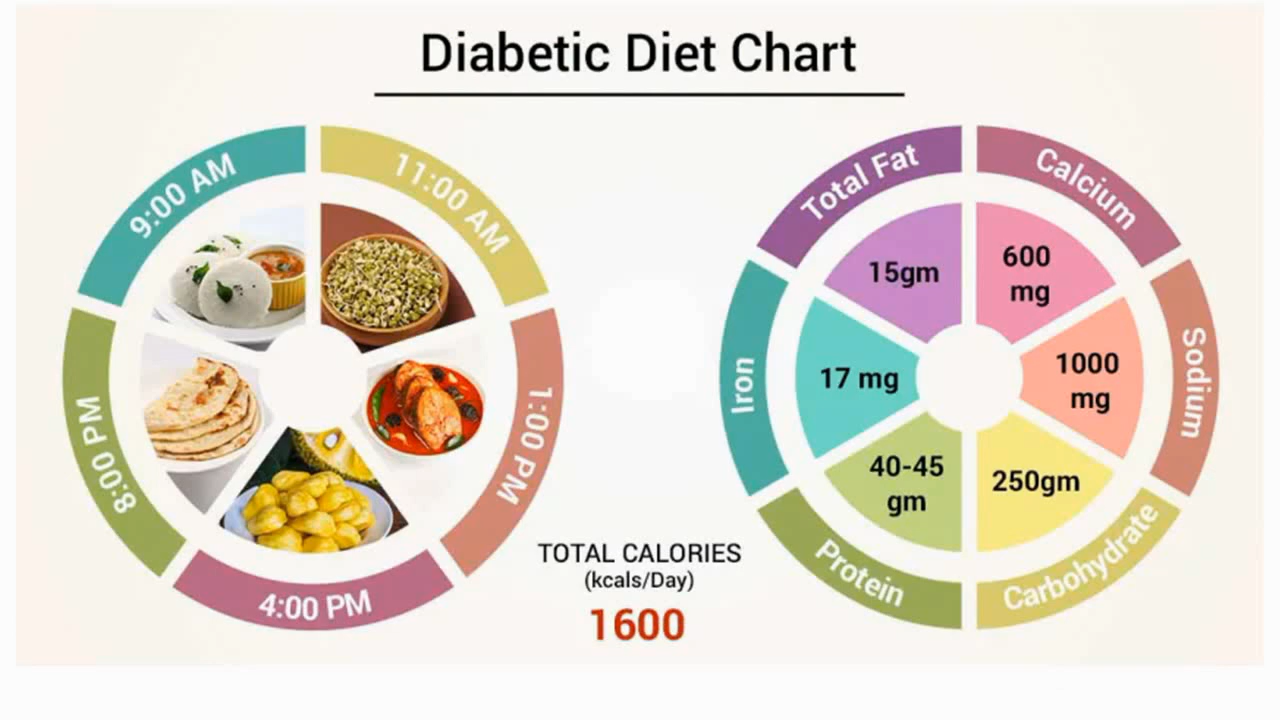 Diabetic Diet Chart
9:00 AM
11:00 AM
1:00 PM
4:00 PM
8:00 PM
TOTAL CALORIES
(kcals/Day)
1600
Total Fat
15gm
Calcium
600
mg
Sodium
1000
mg
Carbohydrate
250gm
Protein
40-45
gm
Iron
17 mg